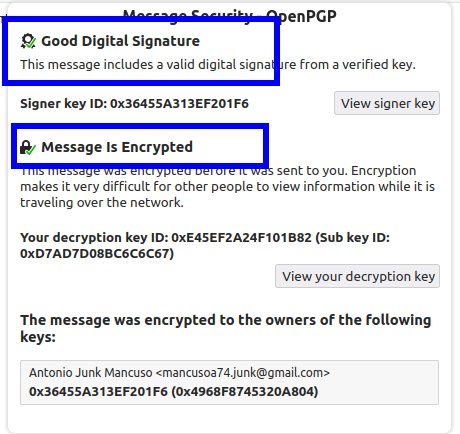 Message Security - OpenPGP
Good Digital Signature
This message includes a valid digital signature from a verified key.
Signer key ID: 0x36455A313EF201F6
View signer key
Message Is Encrypted
This message was encrypted before it was sent to you. Encryption
makes it very difficult for other people to view information while it is
traveling over the network.
Your decryption key ID: 0xE45EF2A24F101B82 (Sub key ID:
0xD7AD7D08BC6C6C67)
View your decryption key
The message was encrypted to the owners of the following
keys:
Antonio Junk Mancuso <mancusoa74.junk@gmail.com>
0x36455A313EF201F6 (0x4968F8745320A804)